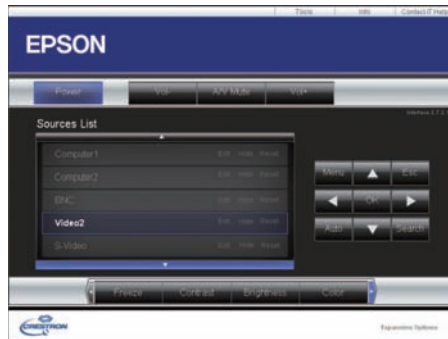 Tools Info Contact IT Help
EPSON
Power Vol- A/V Mute Vol+
Sources List
Computer1 Edit Hide Reset
Computer2 Edit Hide Reset
BNC Edit Hide Reset
Video2 Edit Hide Reset
S-Video Edit Hide Reset
Menu Esc
OK
Auto Search
Freeze Contrast Brightness Color
CRESTRON
Expansion Options